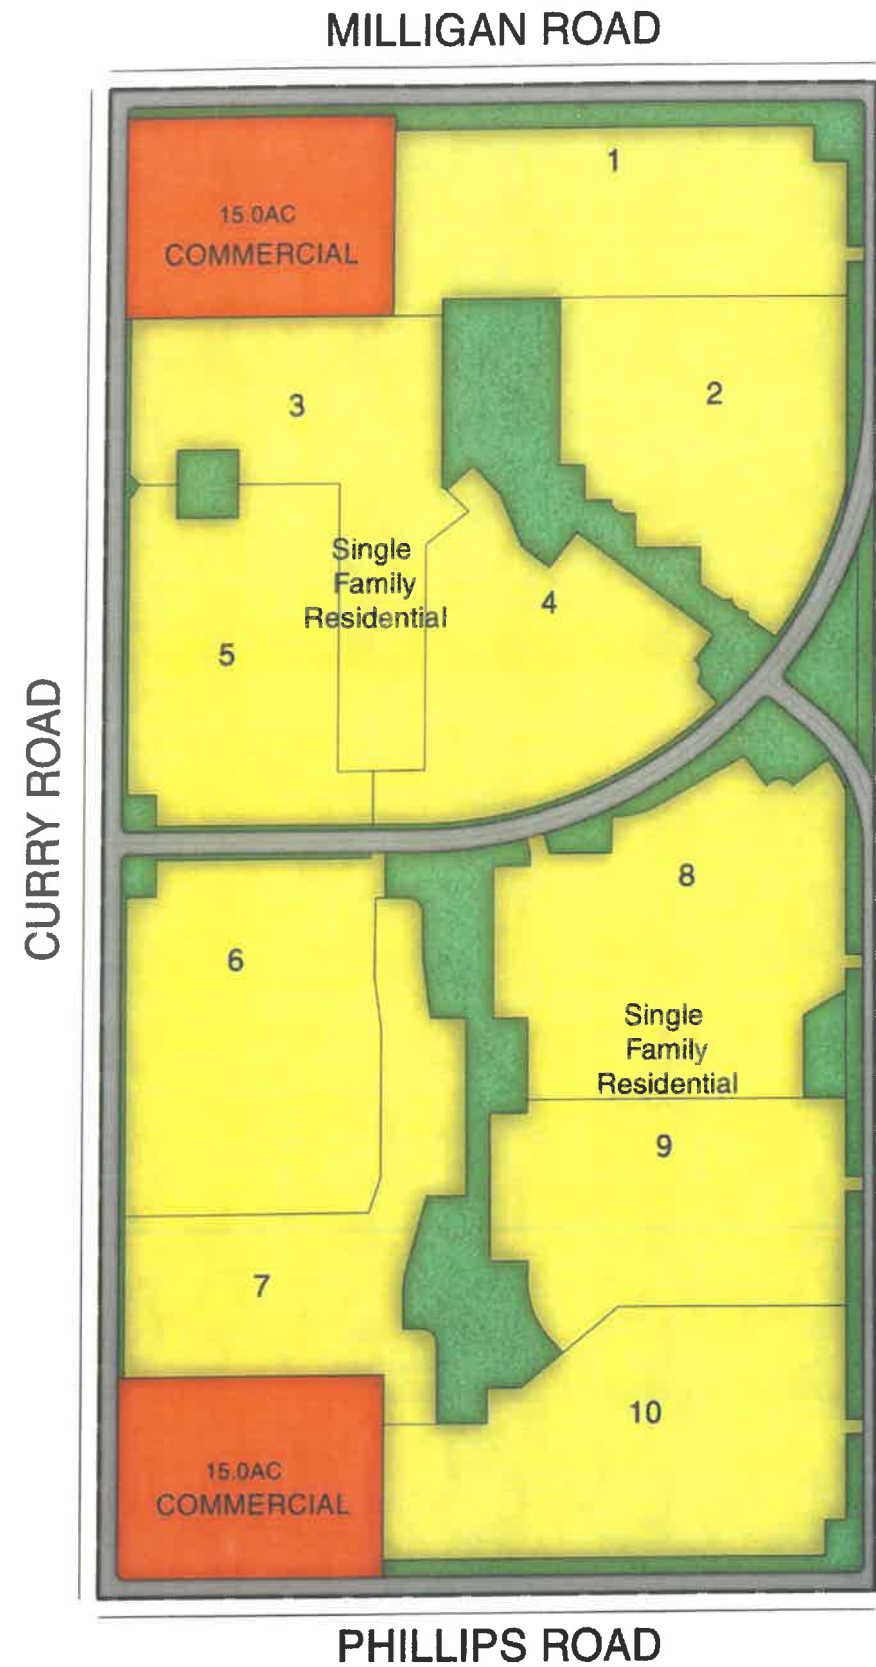 MILLIGAN ROAD
1
15.0AC
COMMERCIAL
2
3
Single
Family
Residential
4
5
CURRY ROAD
8
6
Single
Family
Residential
9
7
10
15.0AC
COMMERCIAL
PHILLIPS ROAD